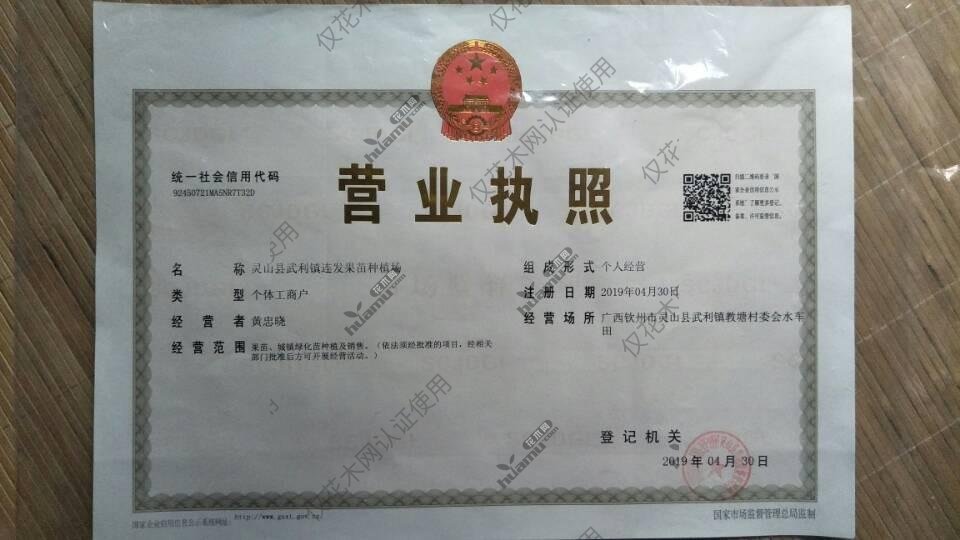 营业执照
统一社会信用代码
92450721MA5NR7T32D
扫描二维码登录“国
家企业信用信息公示
系统”了解更多登记、
备案、许可监管信息。
名称 灵山县武利镇连发果苗种植场
类型 个体工商户
经营者 黄忠晓
经营范围 果苗、城镇绿化苗种植及销售。（依法须经批准的项目，经相关
部门批准后方可开展经营活动。）
组成形式 个人经营
注册日期 2019年04月30日
经营场所 广西钦州市灵山县武利镇教塘村委会水车
田
登记机关
2019年04月30日
国家企业信用信息公示系统网址：
http://www.gsxt.gov.cn/
国家市场监督管理总局监制
仅花木网认证使用
花木网
huamu.com